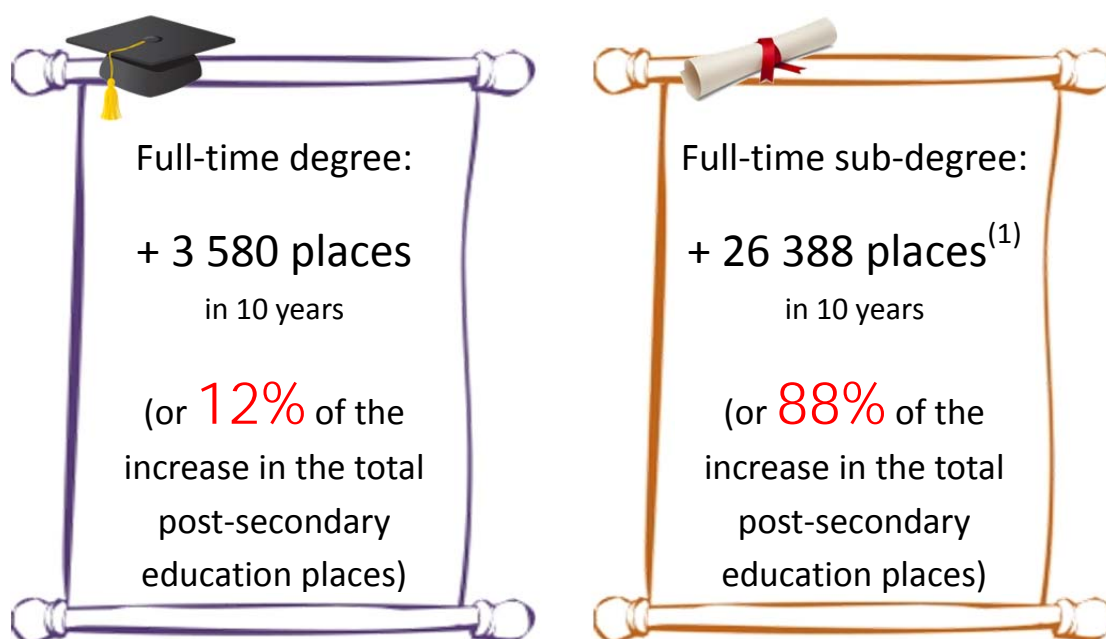 Full-time degree:
+ 3 580 places
in 10 years
(or 12% of the
increase in the total
post-secondary
education places)
Full-time sub-degree:
+ 26 388 places(1)
in 10 years
(or 88% of the
increase in the total
post-secondary
education places)